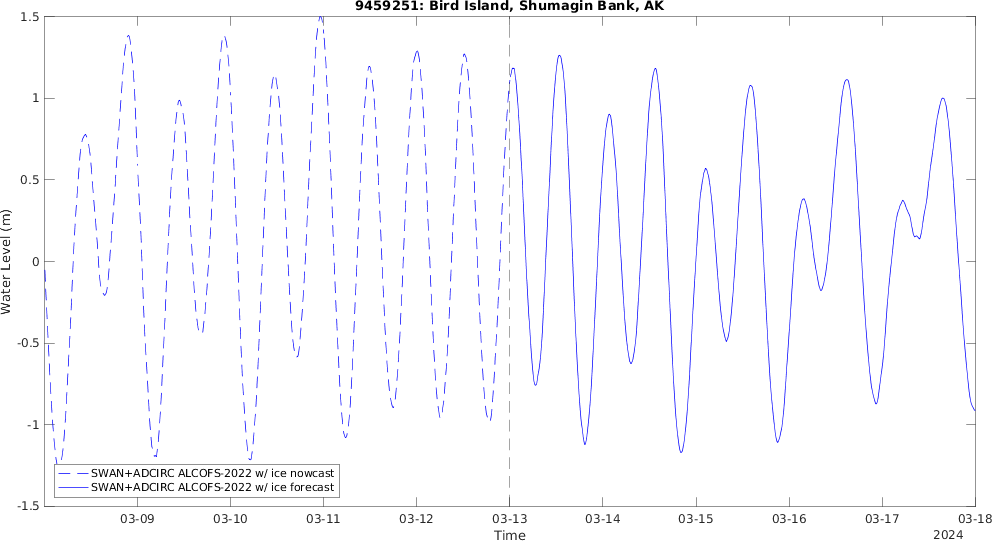 9459251: Bird Island, Shumagin Bank, AK
1.5
1
0.5
0
-0.5
-1
-1.5
Water Level (m)
SWAN+ADCIRC ALCOFS-2022 w/ ice nowcast
SWAN+ADCIRC ALCOFS-2022 w/ ice forecast
03-09 03-10 03-11 03-12 03-13 03-14 03-15 03-16 03-17 03-18
Time
2024